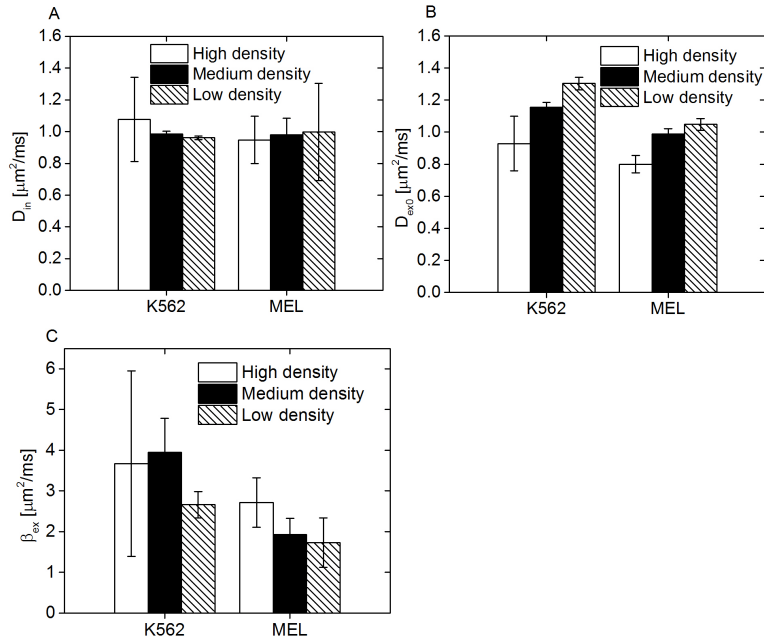 A
1.6
1.4
1.2
1.0
0.8
0.6
0.4
0.2
0.0
D_in [μm²/ms]
High density
Medium density
Low density
K562
MEL
B
1.6
1.4
1.2
1.0
0.8
0.6
0.4
0.2
0.0
D_ex0 [μm²/ms]
High density
Medium density
Low density
K562
MEL
C
6
5
4
3
2
1
0
β_ex [μm²/ms]
High density
Medium density
Low density
K562
MEL